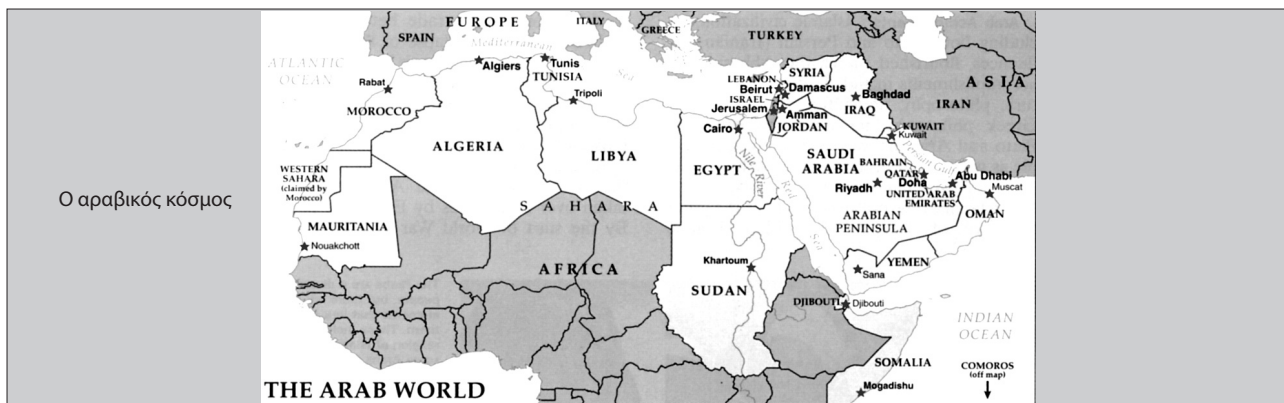 Ο αραβικός κόσμος
EUROPE
ITALY
SPAIN
GREECE
TURKEY
ATLANTIC
OCEAN
Mediterranean
Sea
Algiers
Tunis
TUNISIA
Rabat
Tripoli
MOROCCO
LEBANON
SYRIA
Beirut
Damascus
ISRAEL
Jerusalem
Amman
JORDAN
Baghdad
IRAQ
ASIA
IRAN
Cairo
KUWAIT
Kuwait
ALGERIA
LIBYA
EGYPT
Nile
River
SAUDI
ARABIA
Riyadh
Persian Gulf
BAHRAIN
QATAR
Doha
Abu Dhabi
UNITED ARAB
EMIRATES
Muscat
OMAN
WESTERN
SAHARA
(claimed by
Morocco)
SAHARA
Red
Sea
ARABIAN
PENINSULA
MAURITANIA
Nouakchott
AFRICA
Khartoum
SUDAN
YEMEN
Sana
DJIBOUTI
Djibouti
INDIAN
OCEAN
SOMALIA
COMOROS
(off map)
Mogadishu
THE ARAB WORLD